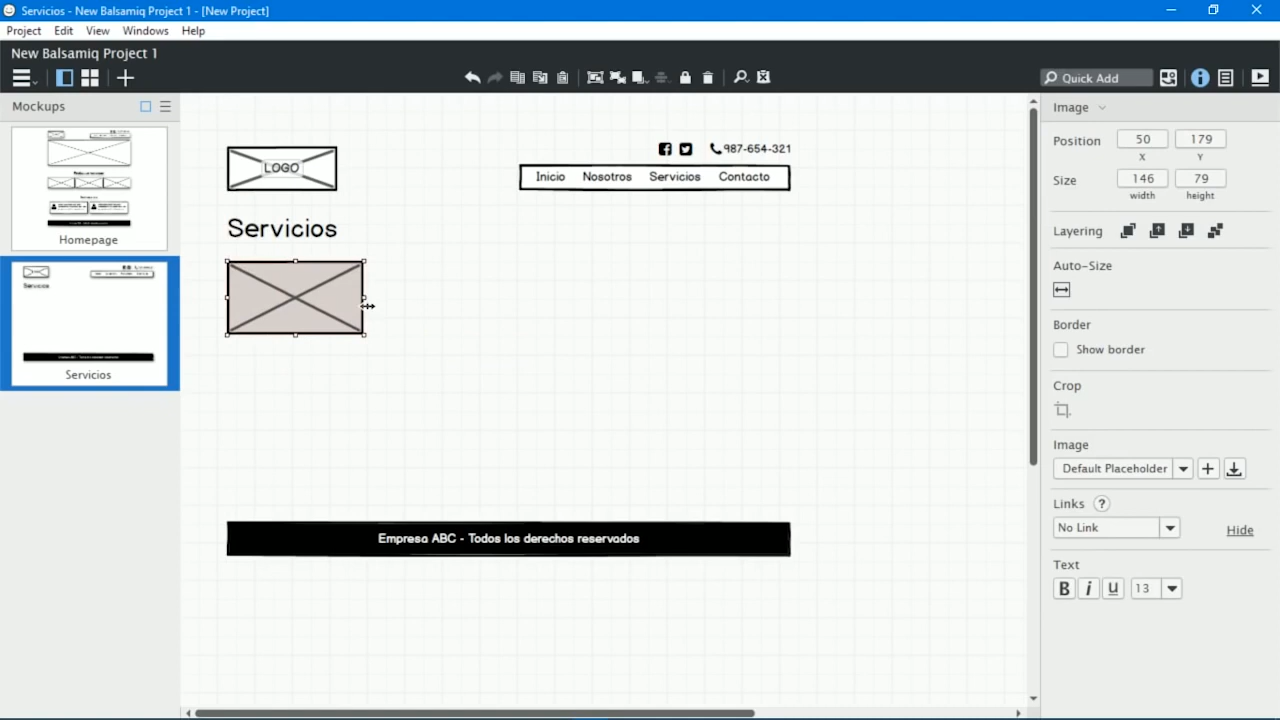 Servicios - New Balsamiq Project 1 - [New Project]
Project Edit View Windows Help
New Balsamiq Project 1
Quick Add
Mockups
Homepage
Servicios
LOGO
987-654-321
Inicio Nosotros Servicios Contacto
Servicios
Empresa ABC - Todos los derechos reservados
Image
Position 50 179
X Y
Size 146 79
width height
Layering
Auto-Size
Border
Show border
Crop
Image
Default Placeholder
Links ?
No Link Hide
Text
B i U 13